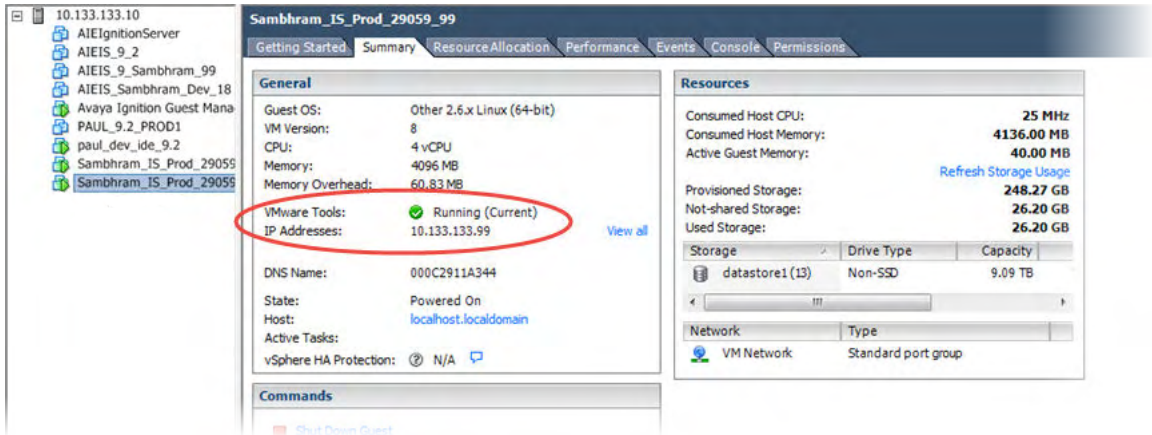 10.133.133.10
AIEIgnitionServer
AIEIS_9_2
AIEIS_9_Sambhram_99
AIEIS_Sambhram_Dev_18
Avaya Ignition Guest Mana
PAUL_9.2_PROD1
paul_dev_ide_9.2
Sambhram_IS_Prod_29059
Sambhram_IS_Prod_29059
Sambhram_IS_Prod_29059_99
Getting Started Summary Resource Allocation Performance Events Console Permissions
General
Guest OS: Other 2.6.x Linux (64-bit)
VM Version: 8
CPU: 4 vCPU
Memory: 4096 MB
Memory Overhead: 60.83 MB
VMware Tools: Running (Current)
IP Addresses: 10.133.133.99 View all
DNS Name: 000C2911A344
State: Powered On
Host: localhost.localdomain
Active Tasks:
vSphere HA Protection: N/A
Commands
Shut Down Guest
Resources
Consumed Host CPU: 25 MHz
Consumed Host Memory: 4136.00 MB
Active Guest Memory: 40.00 MB
Refresh Storage Usage
Provisioned Storage: 248.27 GB
Not-shared Storage: 26.20 GB
Used Storage: 26.20 GB
Storage Drive Type Capacity
datastore1 (13) Non-SSD 9.09 TB
Network Type
VM Network Standard port group